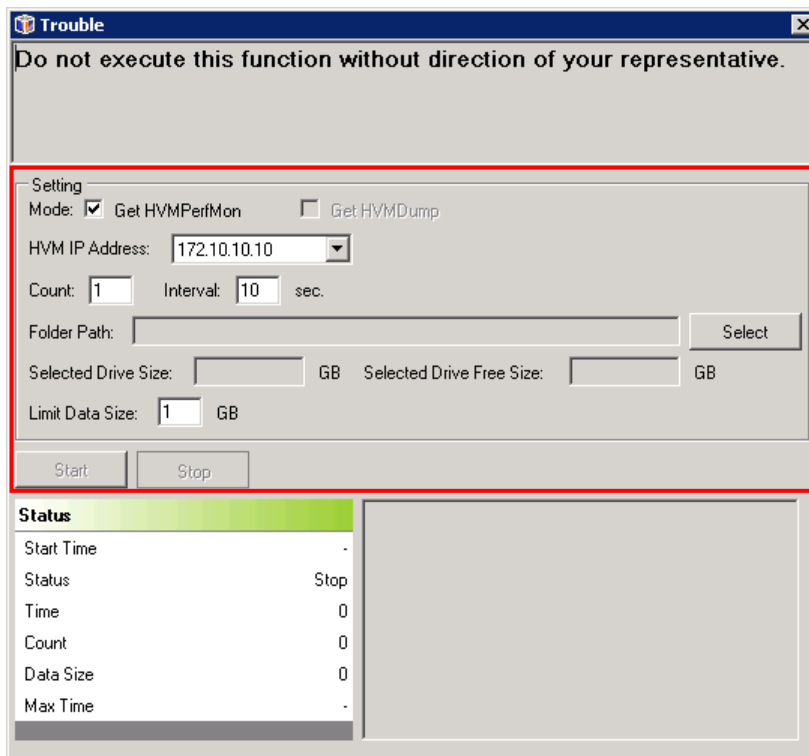 Trouble
Do not execute this function without direction of your representative.
Setting
Mode: Get HVMPerfMon Get HVMDump
HVM IP Address: 172.10.10.10
Count: 1 Interval: 10 sec.
Folder Path: Select
Selected Drive Size: GB Selected Drive Free Size: GB
Limit Data Size: 1 GB
Start Stop
Status
Start Time -
Status Stop
Time 0
Count 0
Data Size 0
Max Time -